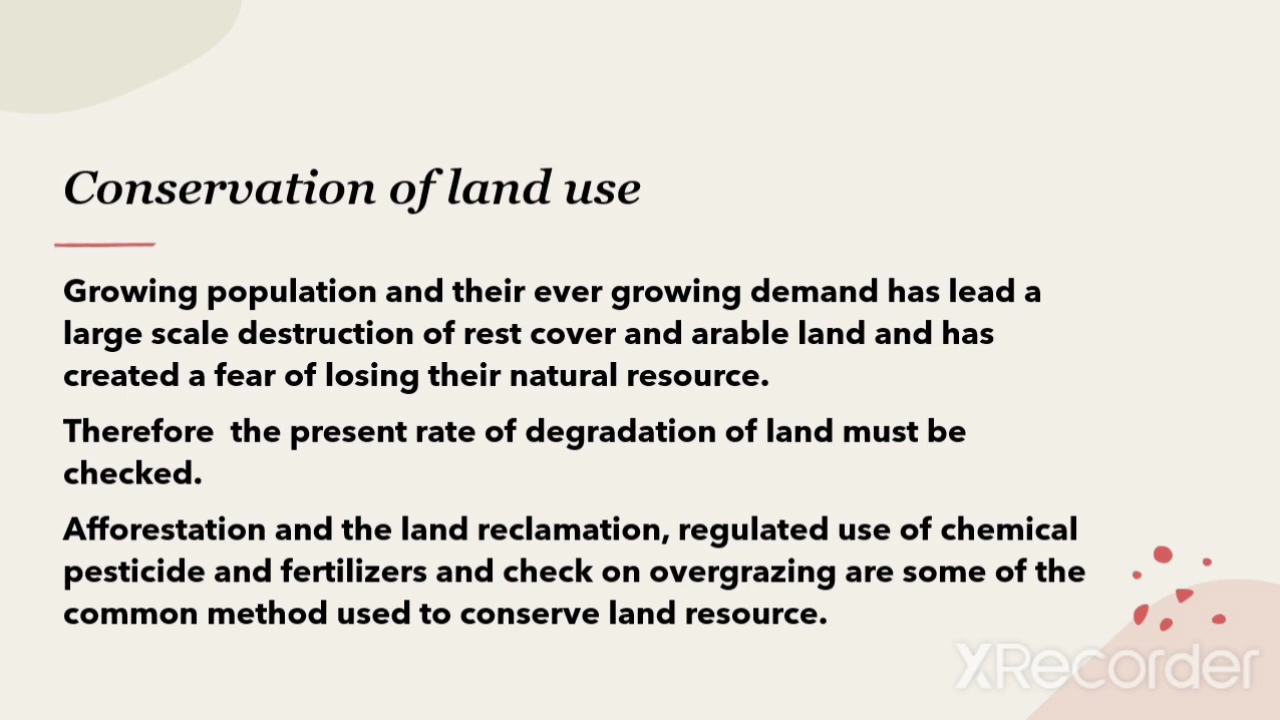 Conservation of land use
Growing population and their ever growing demand has lead a
large scale destruction of rest cover and arable land and has
created a fear of losing their natural resource.
Therefore  the present rate of degradation of land must be
checked.
Afforestation and the land reclamation, regulated use of chemical
pesticide and fertilizers and check on overgrazing are some of the
common method used to conserve land resource.
XRecorder